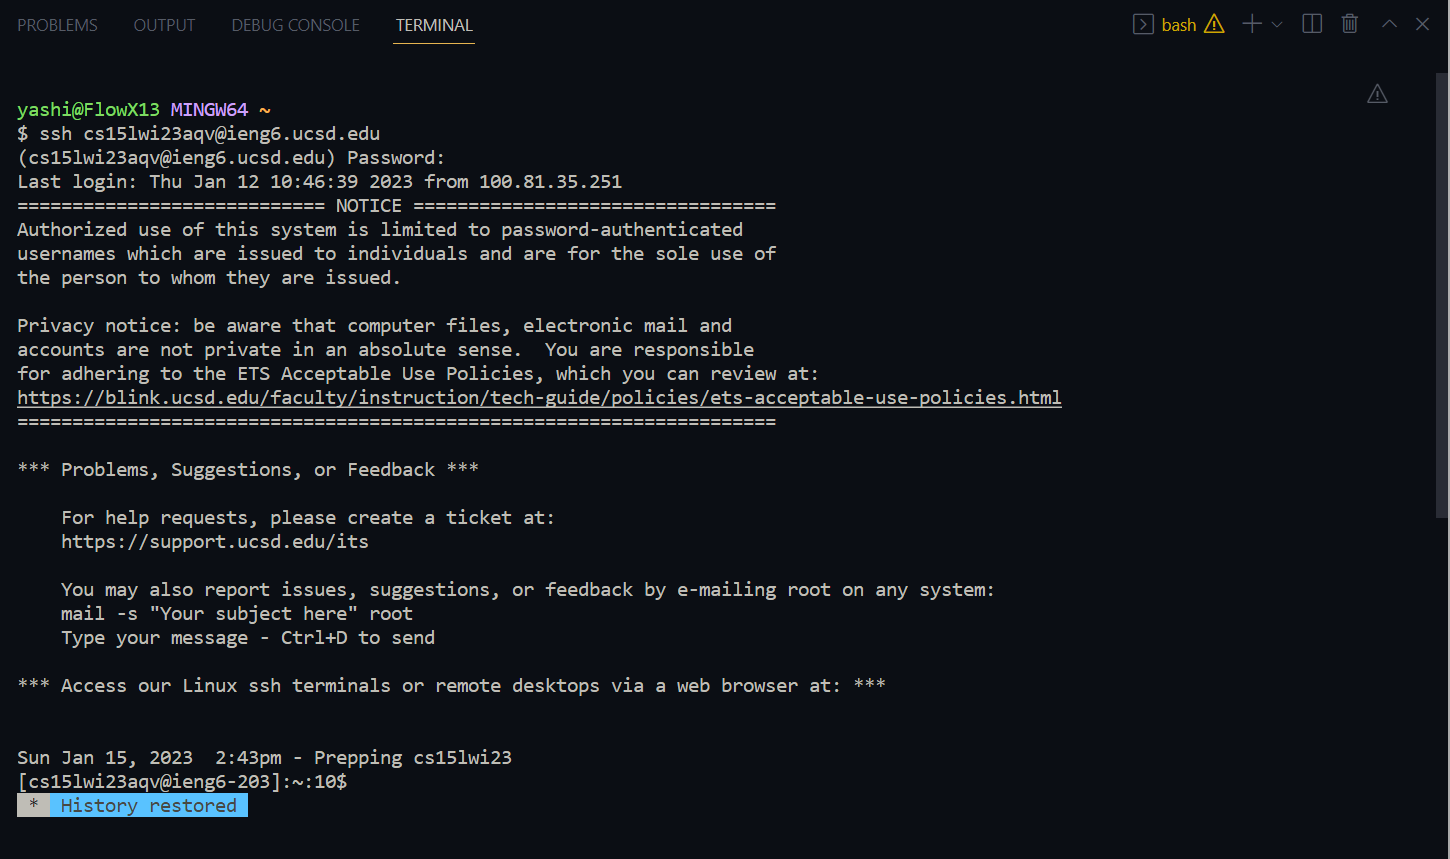 PROBLEMS OUTPUT DEBUG CONSOLE TERMINAL bash
yashi@FlowX13 MINGW64 ~
$ ssh cs15lwi23aqv@ieng6.ucsd.edu
(cs15lwi23aqv@ieng6.ucsd.edu) Password:
Last login: Thu Jan 12 10:46:39 2023 from 100.81.35.251
============================ NOTICE =================================
Authorized use of this system is limited to password-authenticated
usernames which are issued to individuals and are for the sole use of
the person to whom they are issued.

Privacy notice: be aware that computer files, electronic mail and
accounts are not private in an absolute sense.  You are responsible
for adhering to the ETS Acceptable Use Policies, which you can review at:
https://blink.ucsd.edu/faculty/instruction/tech-guide/policies/ets-acceptable-use-policies.html
=====================================================================

*** Problems, Suggestions, or Feedback ***

    For help requests, please create a ticket at:
    https://support.ucsd.edu/its

    You may also report issues, suggestions, or feedback by e-mailing root on any system:
    mail -s "Your subject here" root
    Type your message - Ctrl+D to send

*** Access our Linux ssh terminals or remote desktops via a web browser at: ***

Sun Jan 15, 2023  2:43pm - Prepping cs15lwi23
[cs15lwi23aqv@ieng6-203]:~:10$
 *  History restored